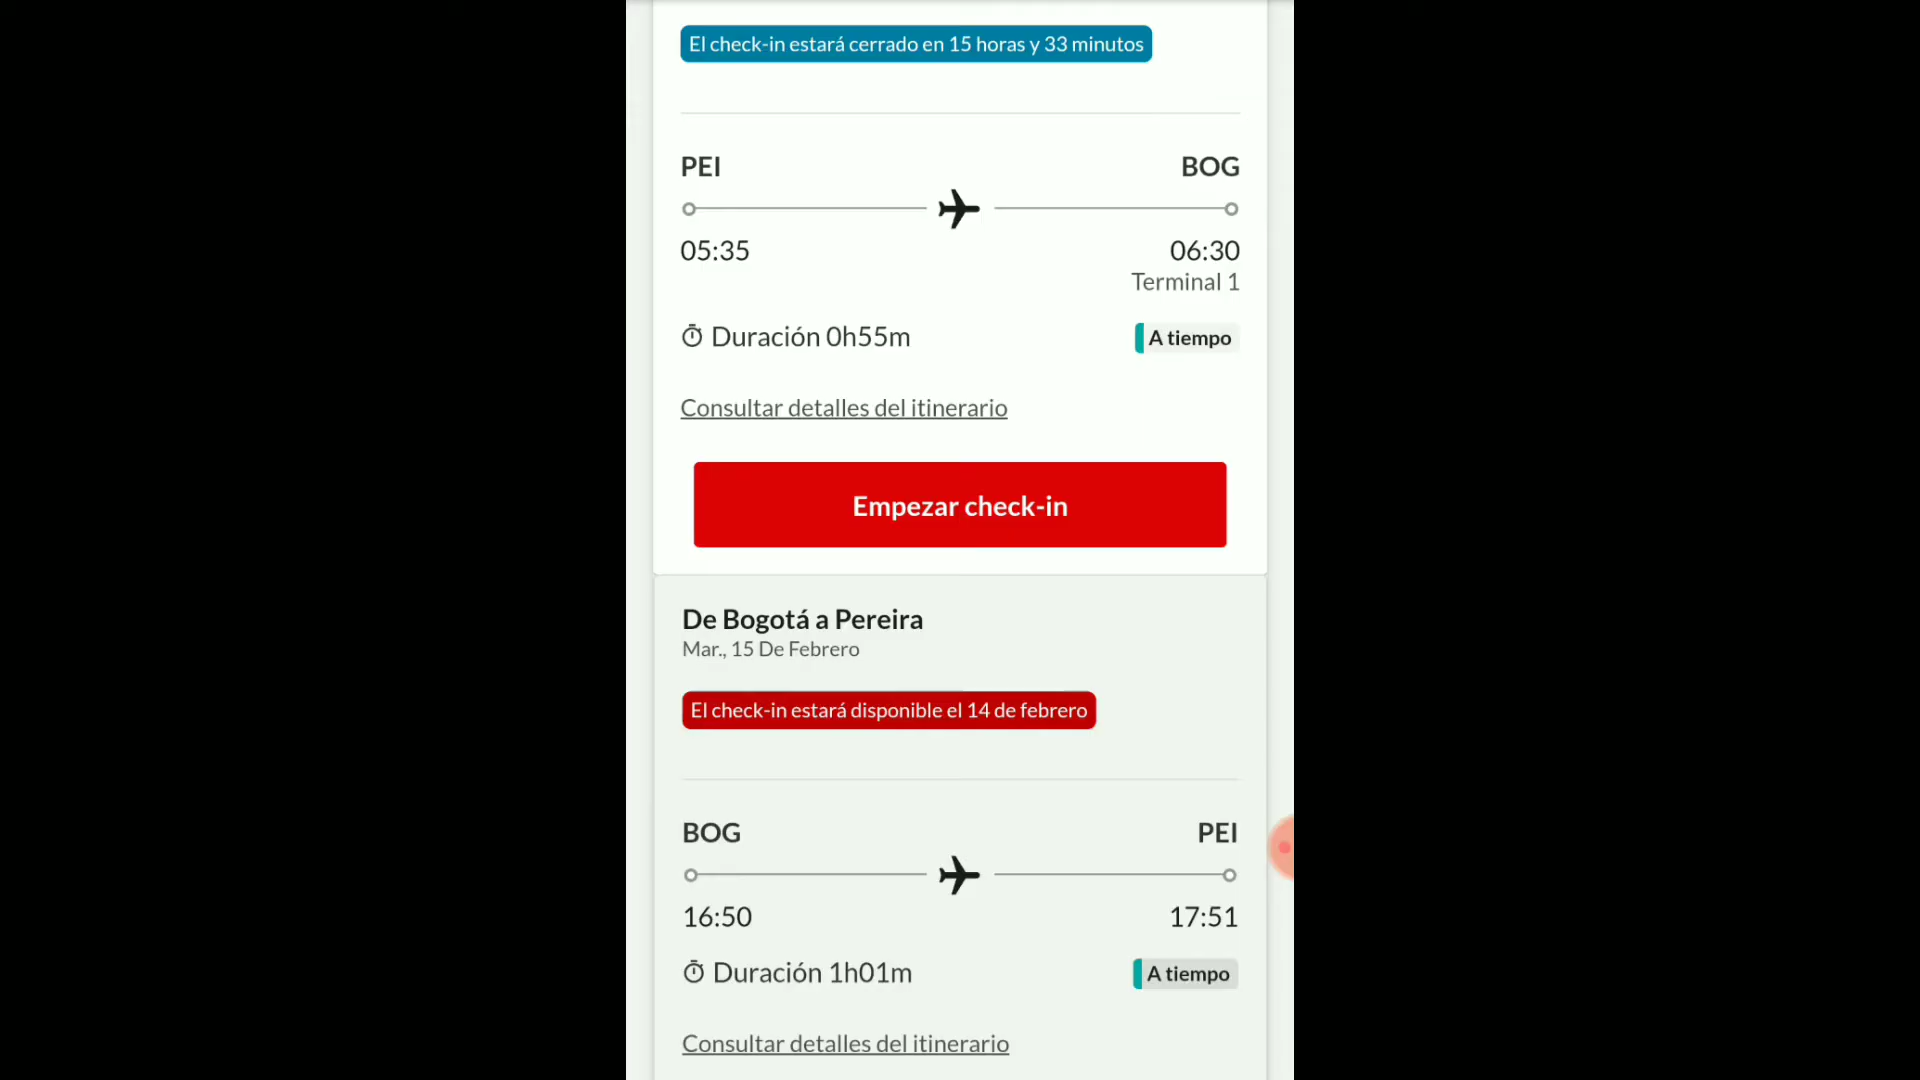 El check-in estará cerrado en 15 horas y 33 minutos
PEI BOG
05:35 06:30
Terminal 1
Duración 0h55m A tiempo
Consultar detalles del itinerario
Empezar check-in
De Bogotá a Pereira
Mar., 15 De Febrero
El check-in estará disponible el 14 de febrero
BOG PEI
16:50 17:51
Duración 1h01m A tiempo
Consultar detalles del itinerario